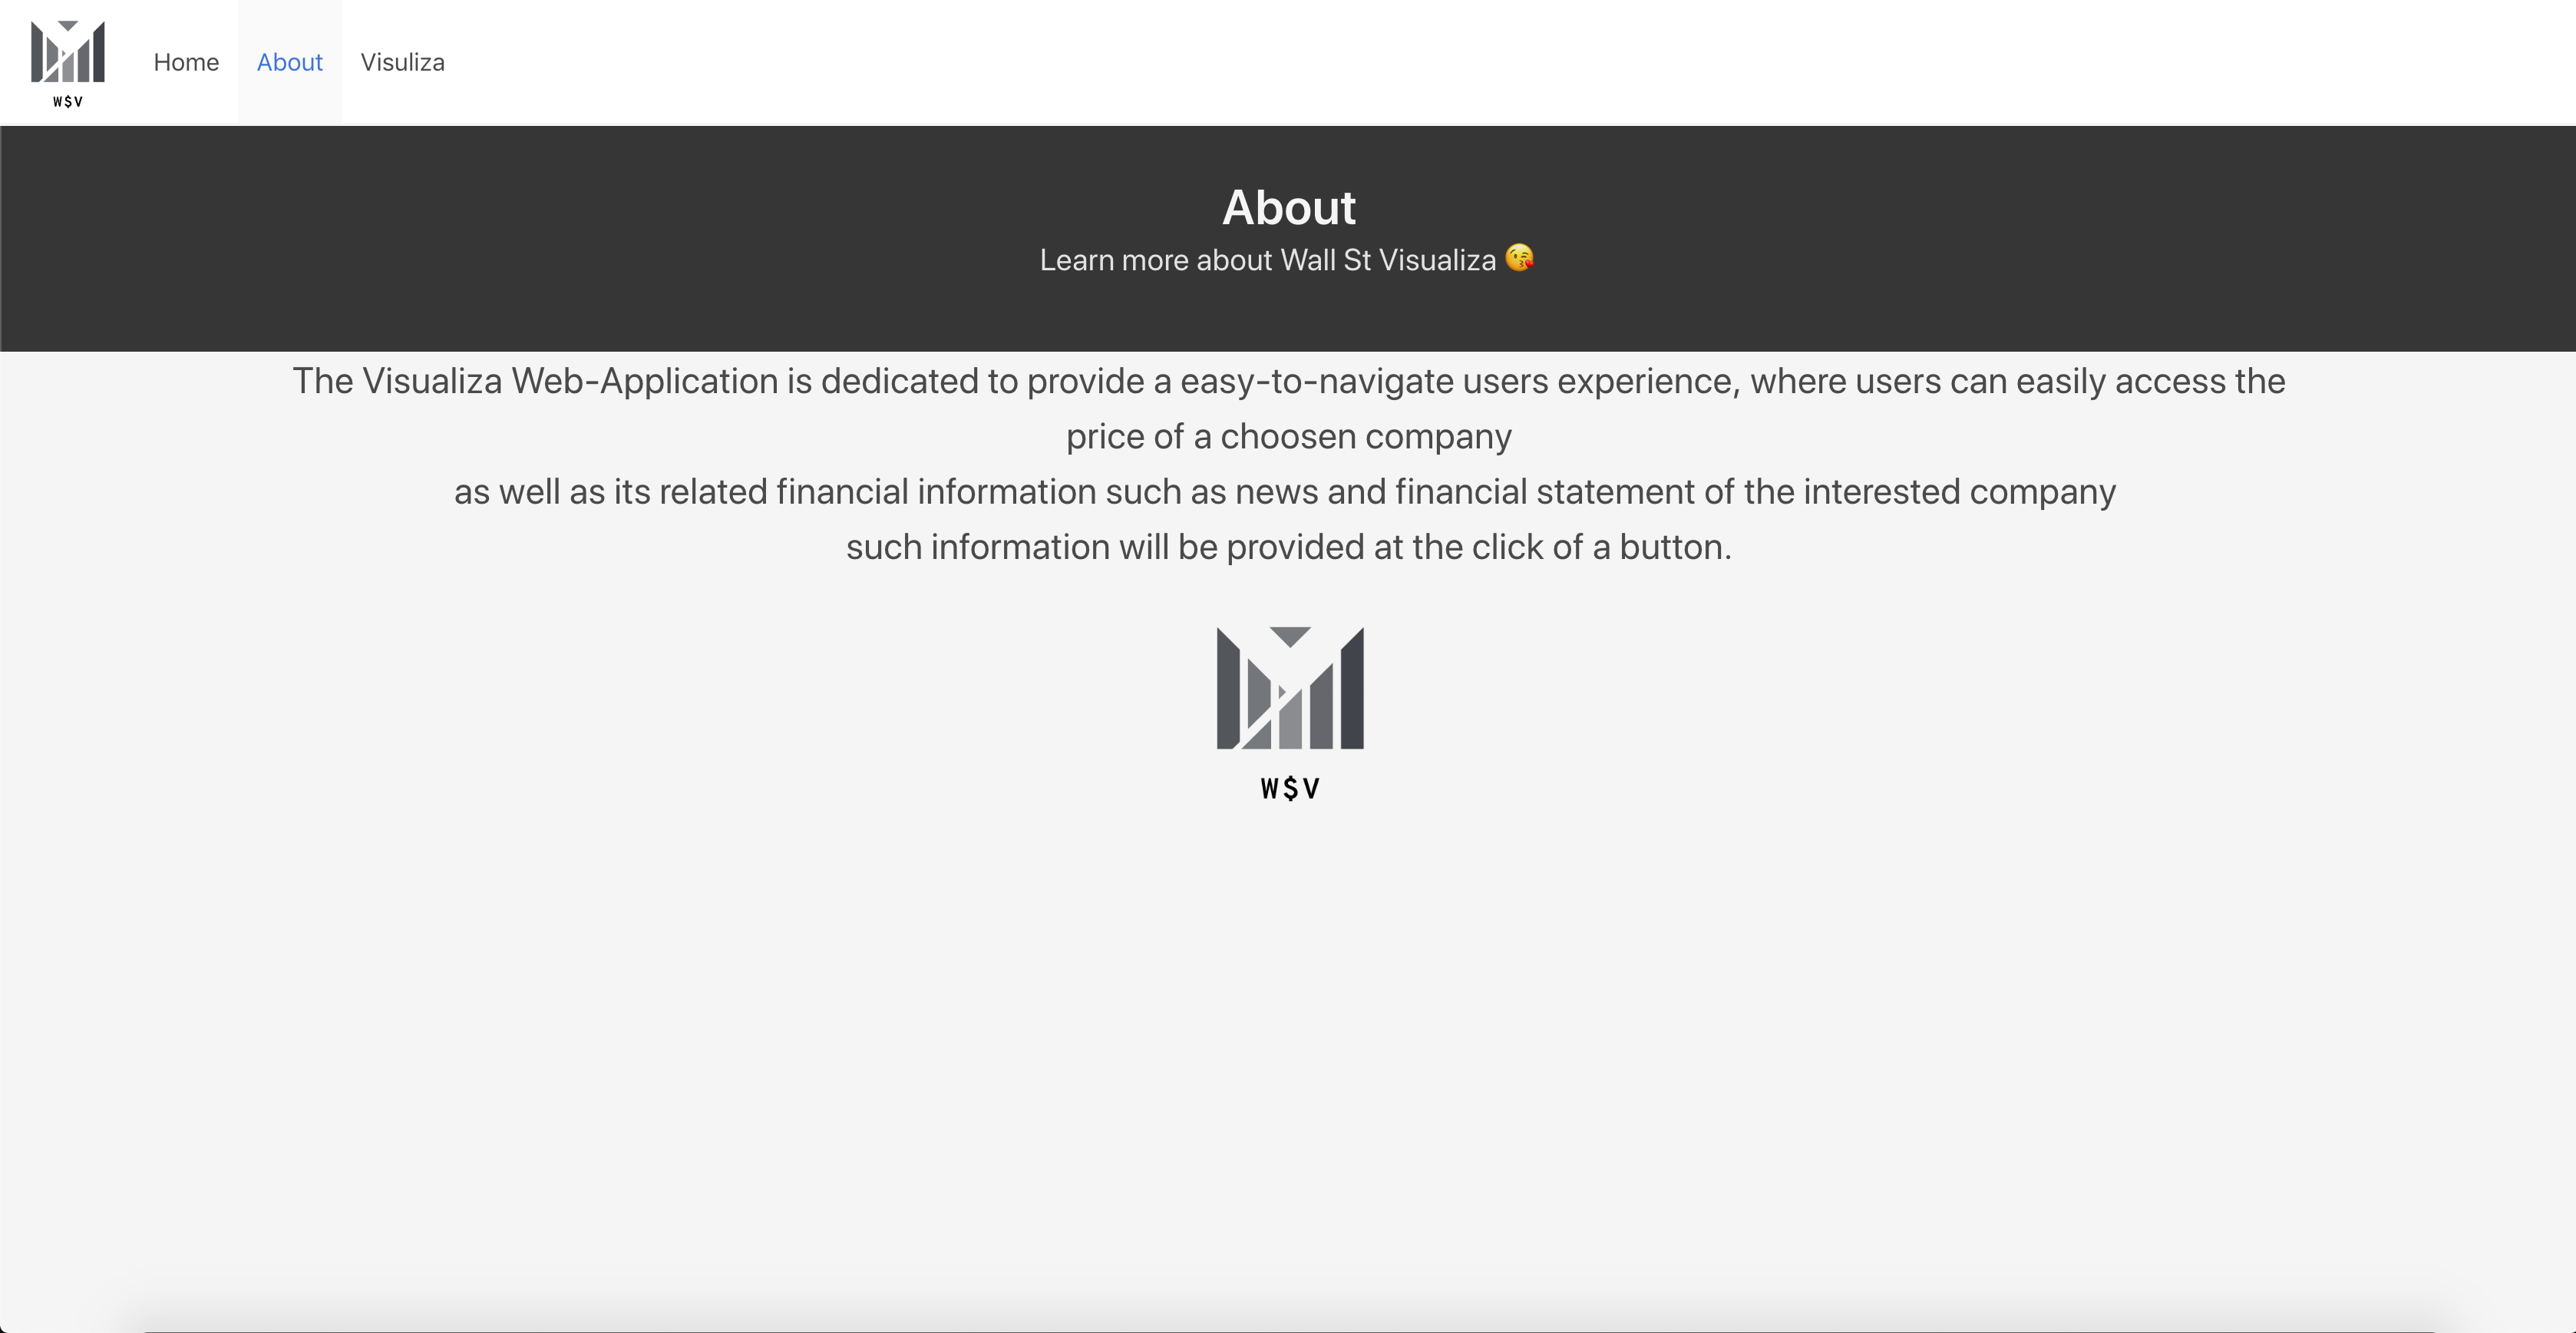 W$V
Home
About
Visuliza
About
Learn more about Wall St Visualiza 😘
The Visualiza Web-Application is dedicated to provide a easy-to-navigate users experience, where users can easily access the
price of a choosen company
as well as its related financial information such as news and financial statement of the interested company
such information will be provided at the click of a button.
W$V